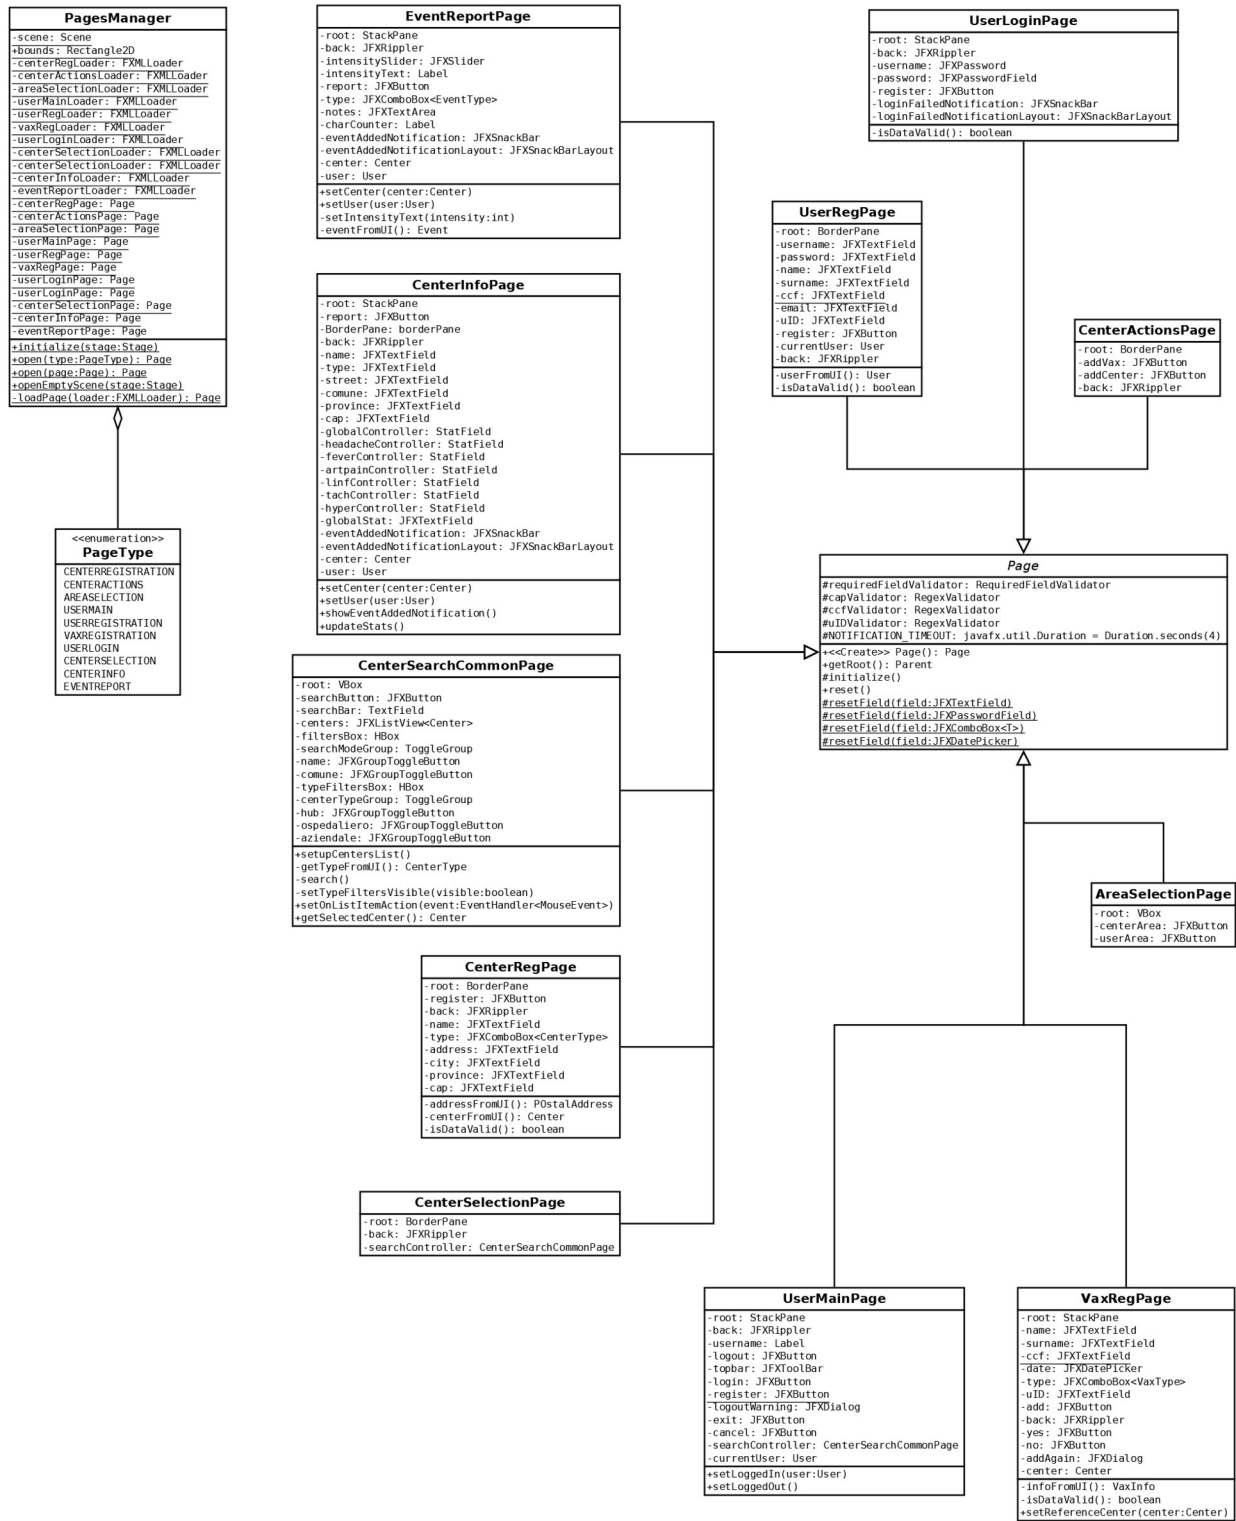 PagesManager
-scene: Scene
+bounds: Rectangle2D
-centerRegLoader: FXMLLoader
-centerActionsLoader: FXMLLoader
-areaSelectionLoader: FXMLLoader
-userMainLoader: FXMLLoader
-userRegLoader: FXMLLoader
-vaxRegLoader: FXMLLoader
-userLoginLoader: FXMLLoader
-centerSelectionLoader: FXMLLoader
-centerSelectionLoader: FXMLLoader
-centerInfoLoader: FXMLLoader
-eventReportLoader: FXMLLoader
-centerRegPage: Page
-centerActionsPage: Page
-areaSelectionPage: Page
-userMainPage: Page
-userRegPage: Page
-vaxRegPage: Page
-userLoginPage: Page
-userLoginPage: Page
-centerSelectionPage: Page
-centerInfoPage: Page
-eventReportPage: Page
+initialize(stage:Stage)
+open(type:PageType): Page
+open(page:Page): Page
+openEmptyScene(stage:Stage)
-loadPage(loader:FXMLLoader): Page
<<enumeration>>
PageType
CENTERREGISTRATION
CENTERACTIONS
AREASELECTION
USERMAIN
USERREGISTRATION
VAXREGISTRATION
USERLOGIN
CENTERSELECTION
CENTERINFO
EVENTREPORT
EventReportPage
-root: StackPane
-back: JFXRippler
-intensitySlider: JFXSlider
-intensityText: Label
-report: JFXButton
-type: JFXComboBox<EventType>
-notes: JFXTextArea
-charCounter: Label
-eventAddedNotification: JFXSnackBar
-eventAddedNotificationLayout: JFXSnackBarLayout
-center: Center
-user: User
+setCenter(center:Center)
+setUser(user:User)
-setIntensityText(intensity:int)
-eventFromUI(): Event
CenterInfoPage
-root: StackPane
-report: JFXButton
-BorderPane: borderPane
-back: JFXRippler
-name: JFXTextField
-type: JFXTextField
-street: JFXTextField
-comune: JFXTextField
-province: JFXTextField
-cap: JFXTextField
-globalController: StatField
-headacheController: StatField
-feverController: StatField
-artpainController: StatField
-linfController: StatField
-tachController: StatField
-hyperController: StatField
-globalStat: JFXTextField
-eventAddedNotification: JFXSnackBar
-eventAddedNotificationLayout: JFXSnackBarLayout
-center: Center
-user: User
+setCenter(center:Center)
+setUser(user:User)
+showEventAddedNotification()
+updateStats()
CenterSearchCommonPage
-root: VBox
-searchButton: JFXButton
-searchBar: TextField
-centers: JFXListView<Center>
-filtersBox: HBox
-searchModeGroup: ToggleGroup
-name: JFXGroupToggleButton
-comune: JFXGroupToggleButton
-typeFiltersBox: HBox
-centerTypeGroup: ToggleGroup
-hub: JFXGroupToggleButton
-ospedaliero: JFXGroupToggleButton
-aziendale: JFXGroupToggleButton
+setupCentersList()
-getTypeFromUI(): CenterType
-search()
-setTypeFiltersVisible(visible:boolean)
+setOnListItemAction(event:EventHandler<MouseEvent>)
+getSelectedCenter(): Center
CenterRegPage
-root: BorderPane
-register: JFXButton
-back: JFXRippler
-name: JFXTextField
-type: JFXComboBox<CenterType>
-address: JFXTextField
-city: JFXTextField
-province: JFXTextField
-cap: JFXTextField
-addressFromUI(): POstalAddress
-centerFromUI(): Center
-isDataValid(): boolean
CenterSelectionPage
-root: BorderPane
-back: JFXRippler
-searchController: CenterSearchCommonPage
UserLoginPage
-root: StackPane
-back: JFXRippler
-username: JFXPassword
-password: JFXPasswordField
-register: JFXButton
-loginFailedNotification: JFXSnackBar
-loginFailedNotificationLayout: JFXSnackBarLayout
-isDataValid(): boolean
UserRegPage
-root: BorderPane
-username: JFXTextField
-password: JFXTextField
-name: JFXTextField
-surname: JFXTextField
-ccf: JFXTextField
-email: JFXTextField
-uID: JFXTextField
-register: JFXButton
-currentUser: User
-back: JFXRippler
-userFromUI(): User
-isDataValid(): boolean
CenterActionsPage
-root: BorderPane
-addVax: JFXButton
-addCenter: JFXButton
-back: JFXRippler
Page
#requiredFieldValidator: RequiredFieldValidator
#capValidator: RegexValidator
#ccfValidator: RegexValidator
#uIDValidator: RegexValidator
#NOTIFICATION_TIMEOUT: javafx.util.Duration = Duration.seconds(4)
+<<Create>> Page(): Page
+getRoot(): Parent
#initialize()
+reset()
#resetField(field:JFXTextField)
#resetField(field:JFXPasswordField)
#resetField(field:JFXComboBox<T>)
#resetField(field:JFXDatePicker)
AreaSelectionPage
-root: VBox
-centerArea: JFXButton
-userArea: JFXButton
UserMainPage
-root: StackPane
-back: JFXRippler
-username: Label
-logout: JFXButton
-topbar: JFXToolBar
-login: JFXButton
-register: JFXButton
-logoutWarning: JFXDialog
-exit: JFXButton
-cancel: JFXButton
-searchController: CenterSearchCommonPage
-currentUser: User
+setLoggedIn(user:User)
+setLoggedOut()
VaxRegPage
-root: StackPane
-name: JFXTextField
-surname: JFXTextField
-ccf: JFXTextField
-date: JFXDatePicker
-type: JFXComboBox<VaxType>
-uID: JFXTextField
-add: JFXButton
-back: JFXRippler
-yes: JFXButton
-no: JFXButton
-addAgain: JFXDialog
-center: Center
-infoFromUI(): VaxInfo
-isDataValid(): boolean
+setReferenceCenter(center:Center)